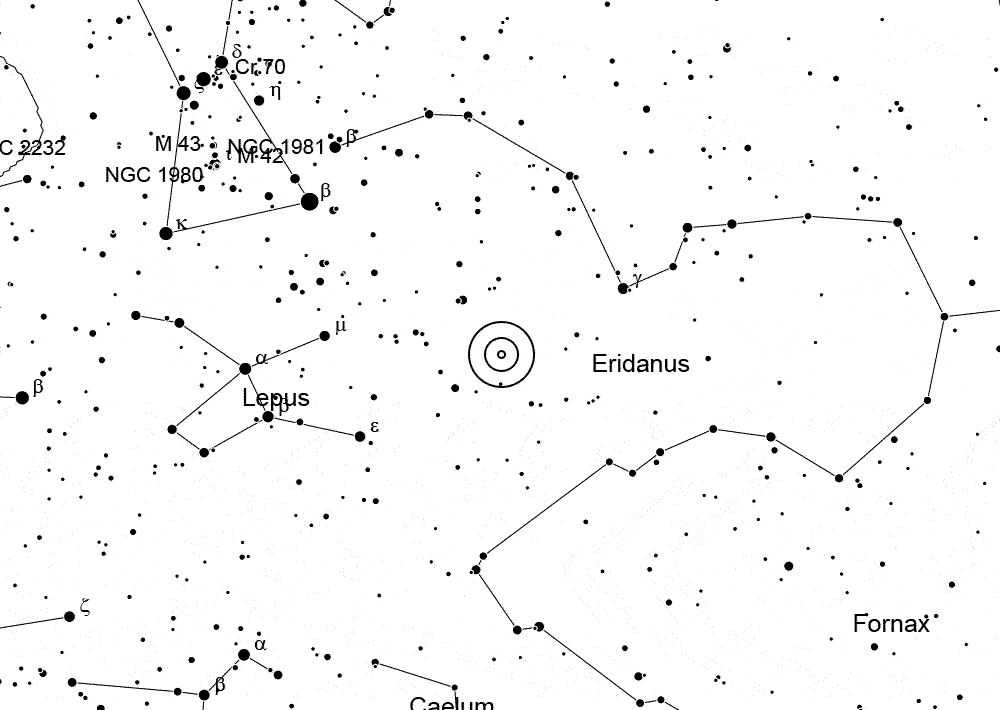 δ
ε
Cr 70
ζ
η
M 43
NGC 1981
β
C 2232
ι
M 42
NGC 1980
β
κ
γ
μ
α
Eridanus
β
Lepus
β
ε
ζ
Fornax
α
β
Caelum